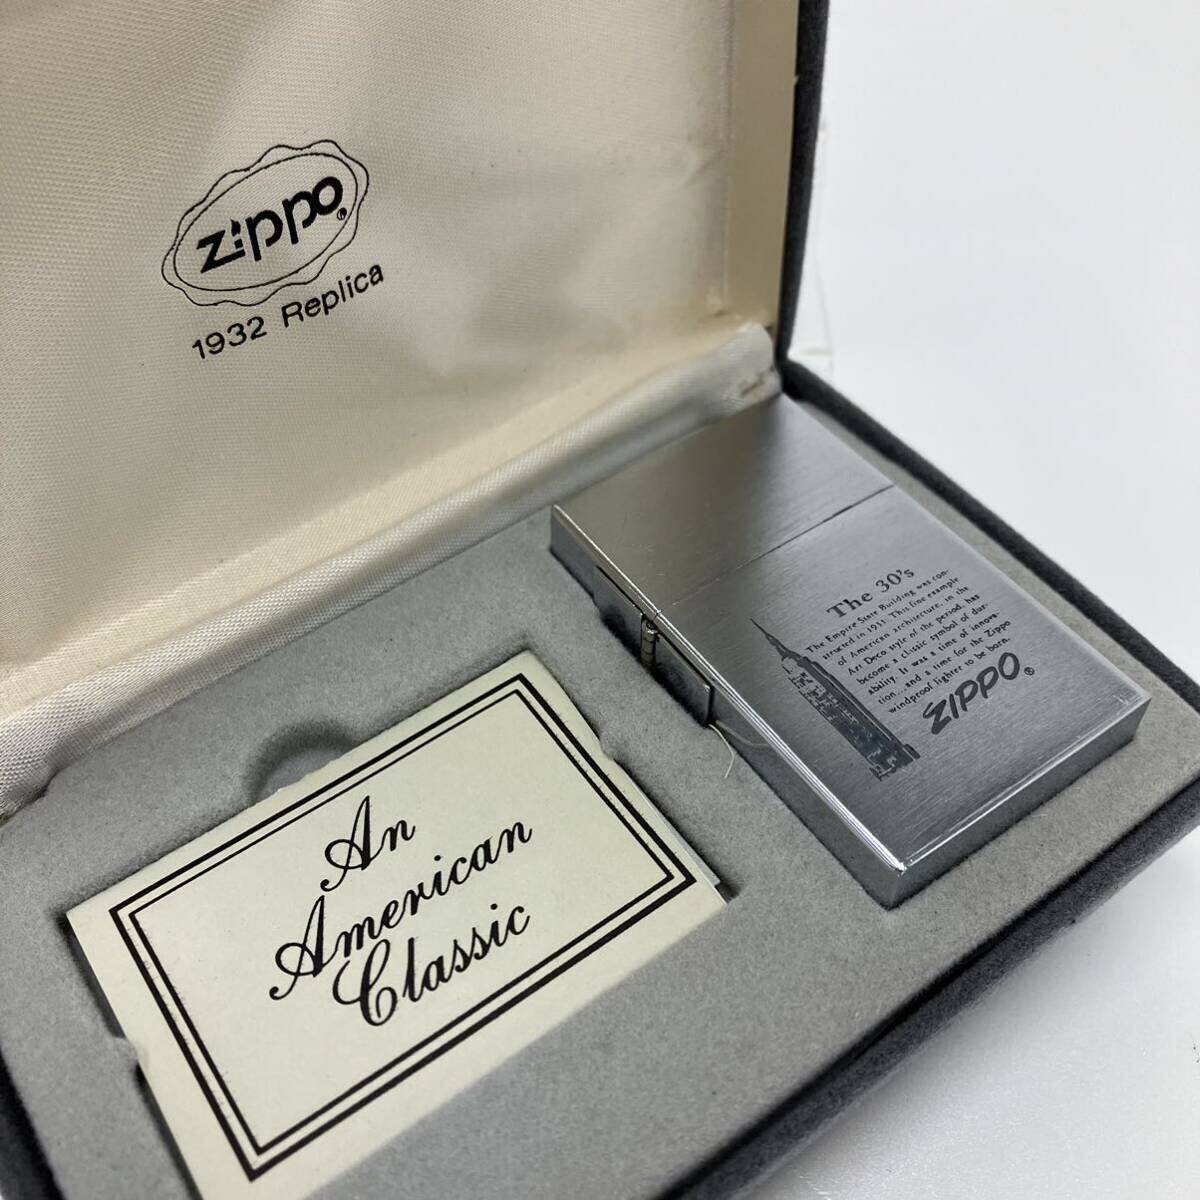 zippo®
1932 Replica
The 30's
The Empire State Building was con-
structed in 1931. This fine example
of American architecture, in the
Art Deco style of the period, has
become a classic symbol of dur-
ability. It was a time of innova-
tion...and a time for the Zippo
windproof lighter to be born.
ZIPPO®
An
American
Classic